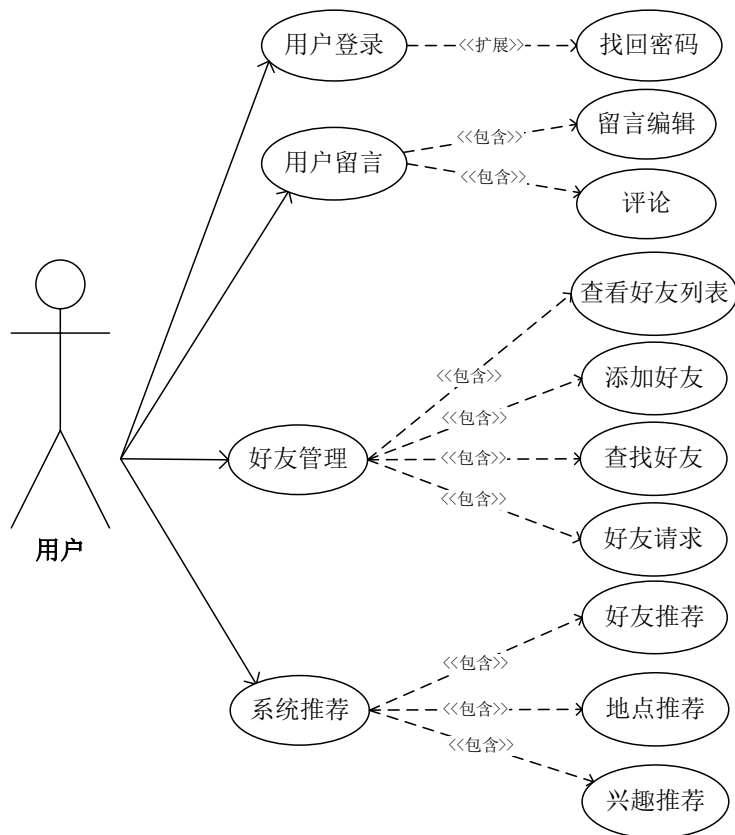 用户登录
<<扩展>>
找回密码
用户留言
<<包含>>
留言编辑
<<包含>>
评论
用户
好友管理
<<包含>>
查看好友列表
<<包含>>
添加好友
<<包含>>
查找好友
<<包含>>
好友请求
系统推荐
<<包含>>
好友推荐
<<包含>>
地点推荐
<<包含>>
兴趣推荐